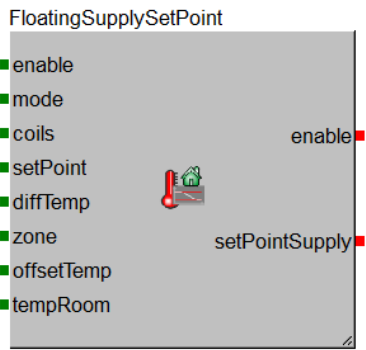 FloatingSupplySetPoint
enable
mode
coils
enable
setPoint
diffTemp
zone
setPointSupply
offsetTemp
tempRoom